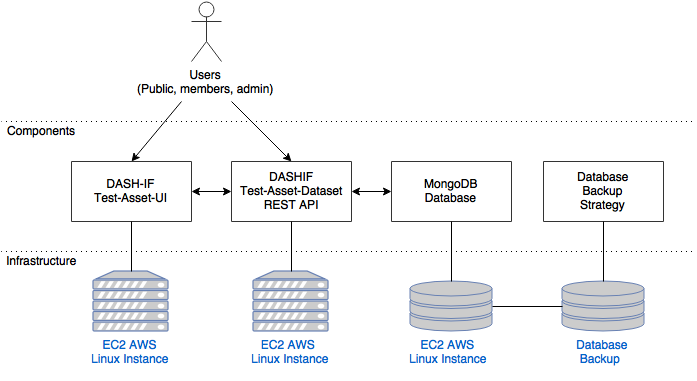 Users
(Public, members, admin)
Components
DASH-IF
Test-Asset-UI
DASHIF
Test-Asset-Dataset
REST API
MongoDB
Database
Database
Backup
Strategy
Infrastructure
EC2 AWS
Linux Instance
EC2 AWS
Linux Instance
EC2 AWS
Linux Instance
Database
Backup